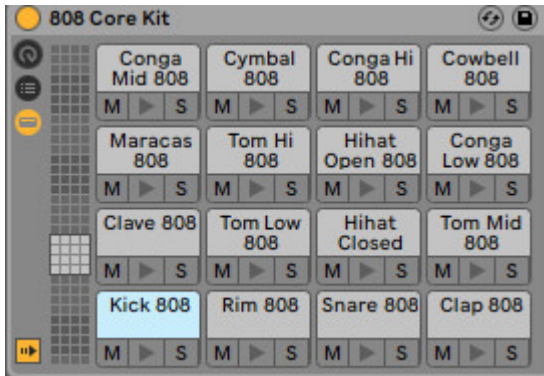 808 Core Kit
Conga Mid 808
Cymbal 808
Conga Hi 808
Cowbell 808
M S M S M S M S
Maracas 808
Tom Hi 808
Hihat Open 808
Conga Low 808
M S M S M S M S
Clave 808
Tom Low 808
Hihat Closed
Tom Mid 808
M S M S M S M S
Kick 808
Rim 808
Snare 808
Clap 808
M S M S M S M S